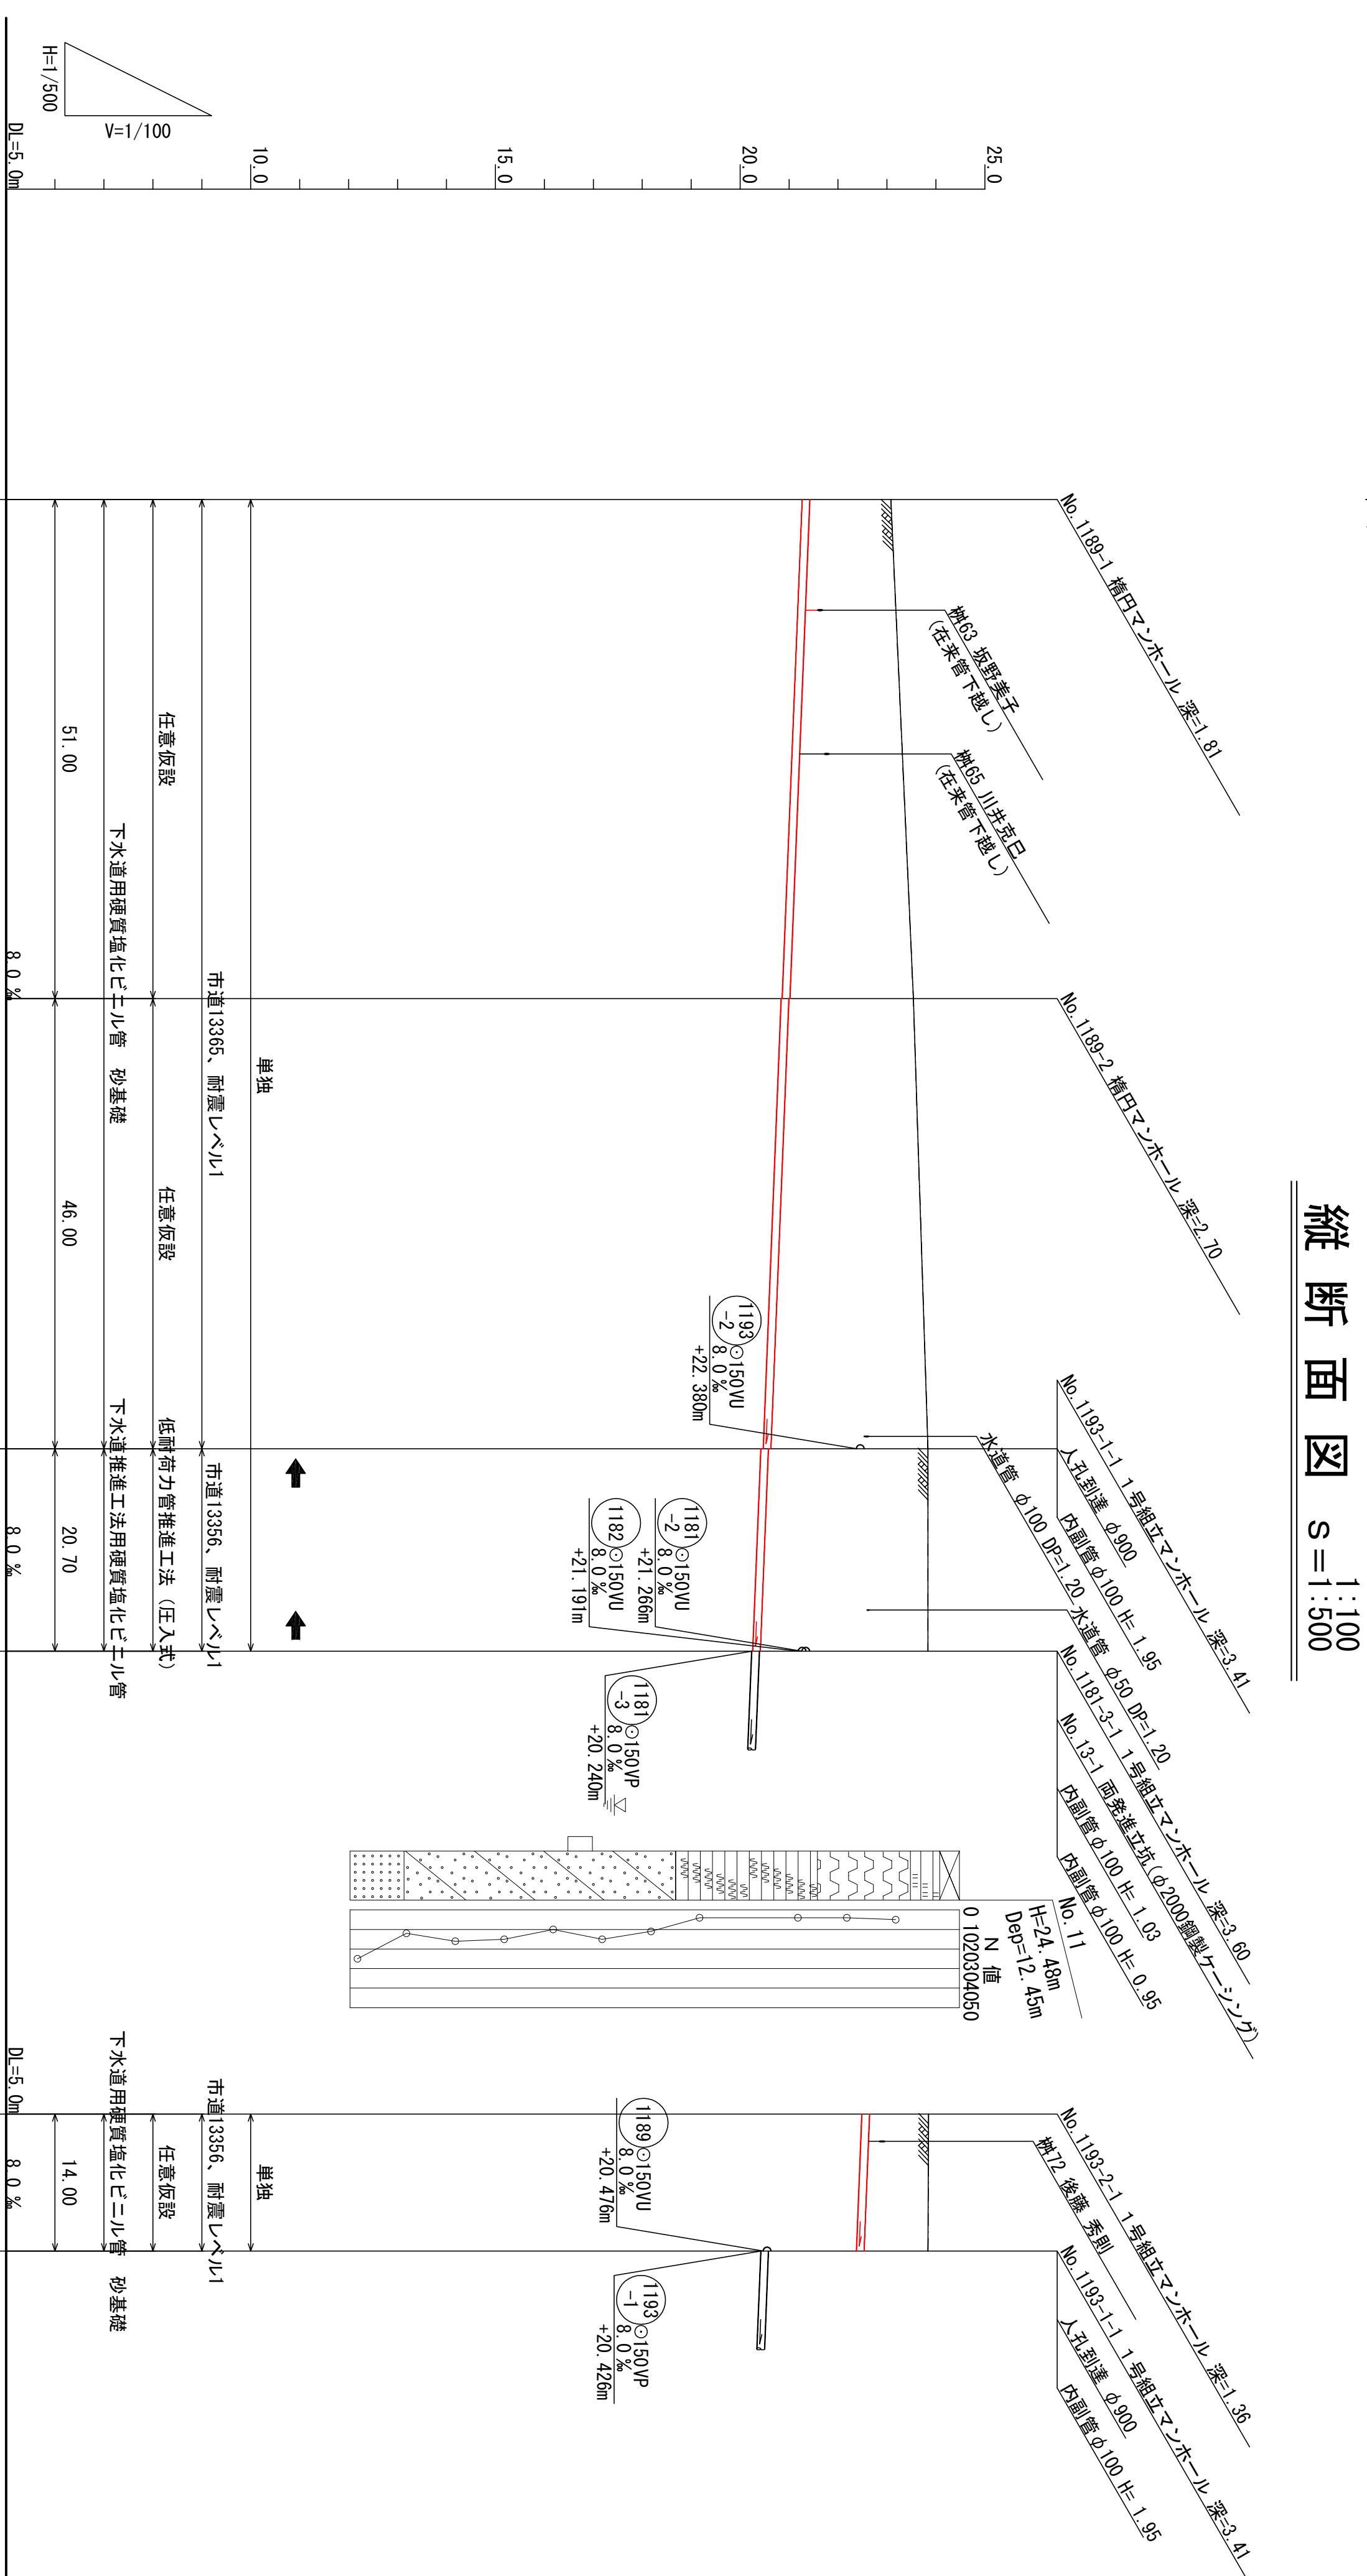 縦断面図 S=1:100
1:500
H=1/500
V=1/100
DL=5.0m
10.0
15.0
20.0
25.0
No.1189-1 楕円マンホール 深=1.81
桝63 坂野美子
(在来管下越し)
桝65 川井克巳
(在来管下越し)
No.1189-2 楕円マンホール 深=2.70
No.1193-1-1 1号組立マンホール 深=3.41
人孔到達 φ900
内副管φ100 H= 1.95
水道管 φ100 DP=1.20
水道管 φ50 DP=1.20
No.1181-3-1 1号組立マンホール 深=3.60
No.13-1 両発進立坑(φ2000鋼製ケーシング)
内副管φ100 H= 1.03
内副管φ100 H= 0.95
1193
-2
150VU
8.0‰
+22.380m
1181
-2
150VU
8.0‰
+21.266m
1182
150VU
8.0‰
+21.191m
1181
-3
150VP
8.0‰
+20.240m
No.11
H=24.48m
Dep=12.45m
N 値
0 1020304050
単独
市道13365、耐震レベル1
市道13356、耐震レベル1
任意仮設
任意仮設
低耐荷力管推進工法(圧入式)
下水道用硬質塩化ビニール管 砂基礎
下水道推進工法用硬質塩化ビニール管
51.00
46.00
20.70
8.0‰
8.0‰
No.1193-2-1 1号組立マンホール 深=1.36
桝72 後藤 秀則
No.1193-1-1 1号組立マンホール 深=3.41
人孔到達 φ900
内副管φ100 H= 1.95
1189
150VU
8.0‰
+20.476m
1193
-1
150VP
8.0‰
+20.426m
単独
市道13356、耐震レベル1
任意仮設
下水道用硬質塩化ビニール管 砂基礎
14.00
8.0‰
DL=5.0m